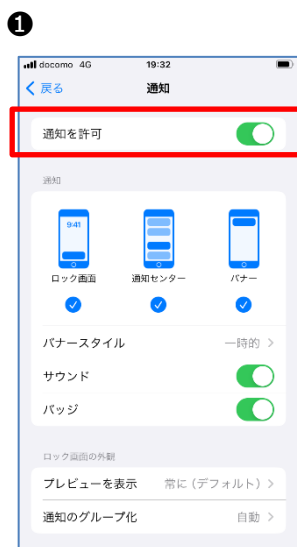 ❶
docomo 4G 19:32
戻る 通知
通知を許可
通知
9:41
ロック画面 通知センター バナー
バナースタイル 一時的
サウンド
バッジ
ロック画面の外観
プレビューを表示 常に (デフォルト)
通知のグループ化 自動